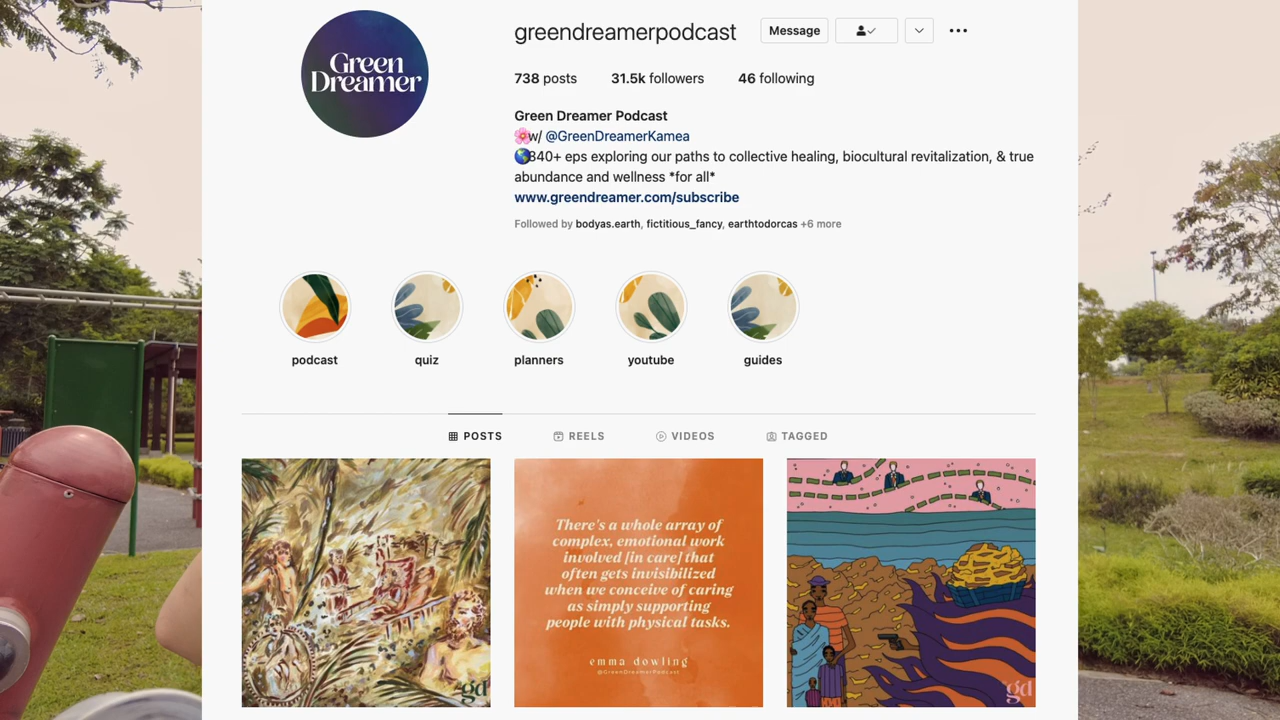 Green
Dreamer
greendreamerpodcast
Message
738 posts
31.5k followers
46 following
Green Dreamer Podcast
🌸w/ @GreenDreamerKamea
🌎340+ eps exploring our paths to collective healing, biocultural revitalization, & true
abundance and wellness *for all*
www.greendreamer.com/subscribe
Followed by bodyas.earth, fictitious_fancy, earthtodorcas +6 more
podcast
quiz
planners
youtube
guides
POSTS
REELS
VIDEOS
TAGGED
gd
There's a whole array of
complex, emotional work
involved [in care] that
often gets invisibilized
when we conceive of caring
as simply supporting
people with physical tasks.
emma dowling
@GreenDreamerPodcast
gd